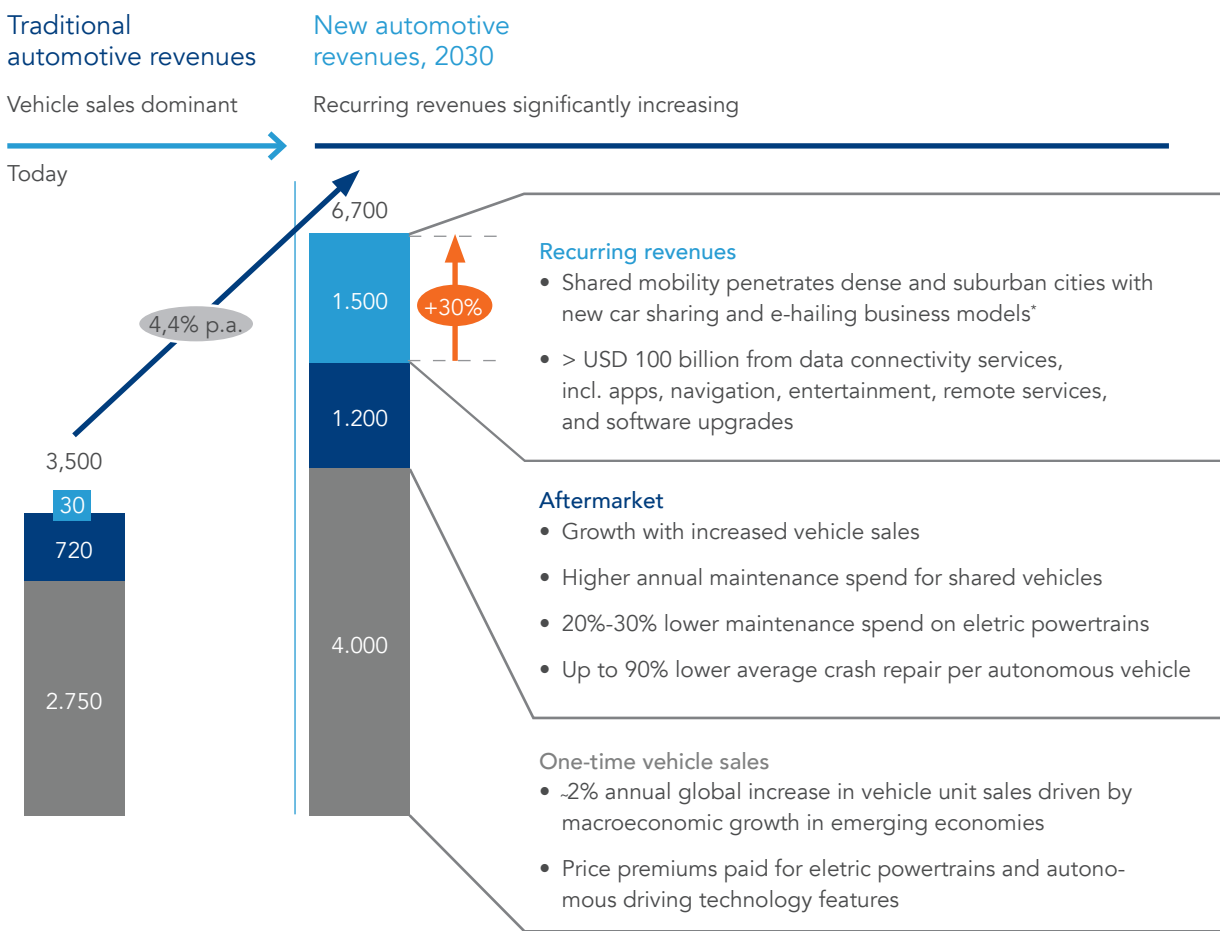 Traditional
automotive revenues
Vehicle sales dominant
Today
New automotive
revenues, 2030
Recurring revenues significantly increasing
4,4% p.a.
3,500
30
720
2.750
6,700
1.500
1.200
4.000
+30%
Recurring revenues
• Shared mobility penetrates dense and suburban cities with
new car sharing and e-hailing business models*
• > USD 100 billion from data connectivity services,
incl. apps, navigation, entertainment, remote services,
and software upgrades
Aftermarket
• Growth with increased vehicle sales
• Higher annual maintenance spend for shared vehicles
• 20%-30% lower maintenance spend on eletric powertrains
• Up to 90% lower average crash repair per autonomous vehicle
One-time vehicle sales
• ~2% annual global increase in vehicle unit sales driven by
macroeconomic growth in emerging economies
• Price premiums paid for eletric powertrains and autono-
mous driving technology features